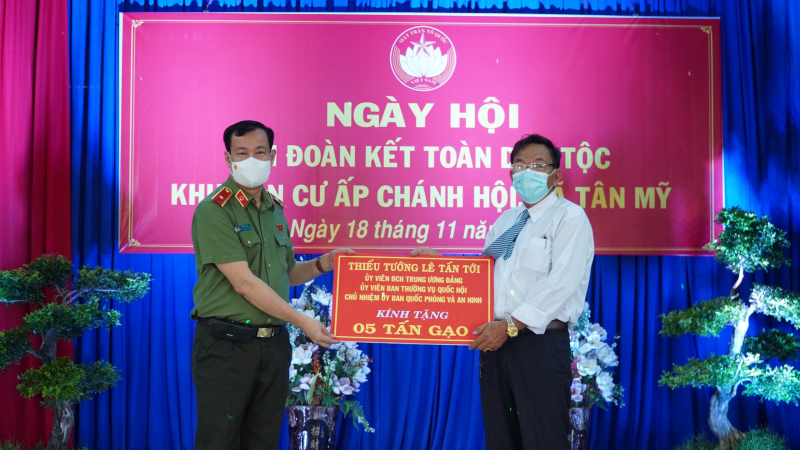 MẶT TRẬN TỔ QUỐC
VIỆT NAM
NGÀY HỘI
ĐOÀN KẾT TOÀN TỘC
KHU CƯ ẤP CHÁNH HỘI TÂN MỸ
Ngày 18 tháng 11 năm
THIẾU TƯỚNG LÊ TẤN TỚI
ỦY VIÊN BCH TRUNG ƯƠNG ĐẢNG
ỦY VIÊN BAN THƯỜNG VỤ QUỐC HỘI
CHỦ NHIỆM ỦY BAN QUỐC PHÒNG VÀ AN NINH
KÍNH TẶNG
05 TẤN GẠO